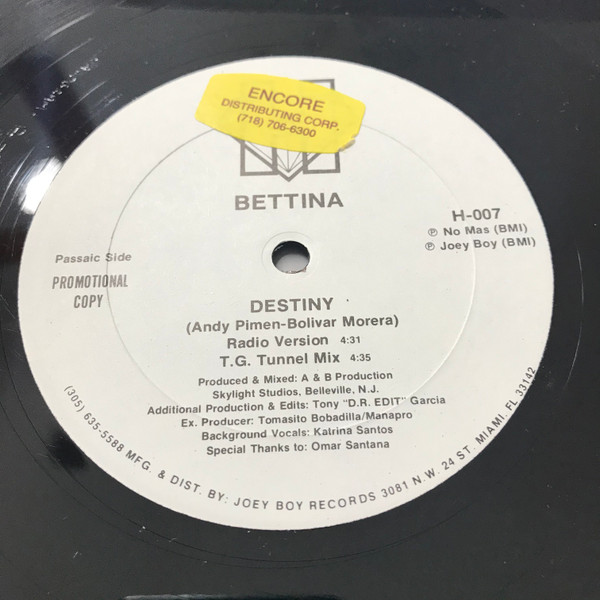 ENCORE
DISTRIBUTING CORP.
(718) 706-6300
BETTINA
H-007
Ⓟ No Mas (BMI)
Ⓟ Joey Boy (BMI)
Passaic Side
PROMOTIONAL
COPY
DESTINY
(Andy Pimen-Bolivar Morera)
Radio Version 4:31
T.G. Tunnel Mix 4:35
Produced & Mixed: A & B Production
Skylight Studios, Belleville, N.J.
Additional Production & Edits: Tony "D.R. EDIT" Garcia
Ex. Producer: Tomasito Bobadilla/Manapro
Background Vocals: Katrina Santos
Special Thanks to: Omar Santana
(305) 635-5588 MFG. & DIST. BY: JOEY BOY RECORDS 3081 N.W. 24 ST. MIAMI, FL 33142